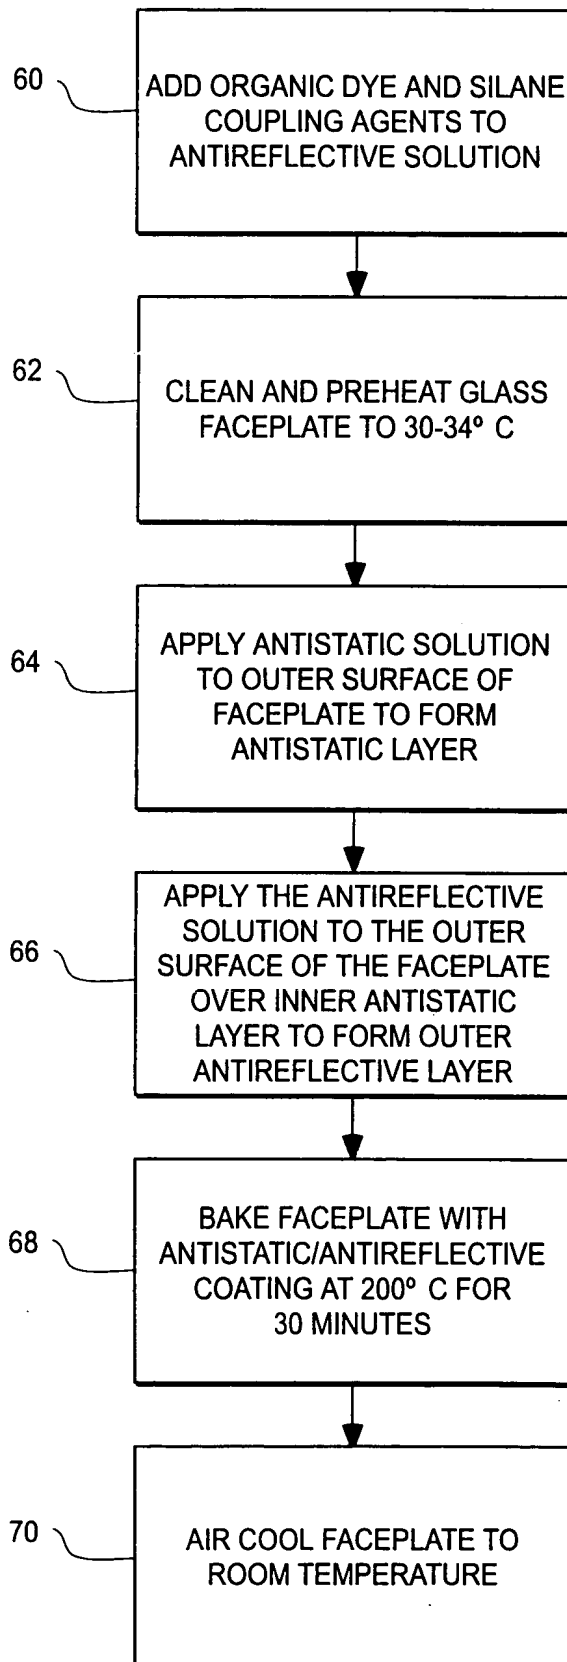 60
ADD ORGANIC DYE AND SILANE
COUPLING AGENTS TO
ANTIREFLECTIVE SOLUTION
62
CLEAN AND PREHEAT GLASS
FACEPLATE TO 30-34º C
64
APPLY ANTISTATIC SOLUTION
TO OUTER SURFACE OF
FACEPLATE TO FORM
ANTISTATIC LAYER
66
APPLY THE ANTIREFLECTIVE
SOLUTION TO THE OUTER
SURFACE OF THE FACEPLATE
OVER INNER ANTISTATIC
LAYER TO FORM OUTER
ANTIREFLECTIVE LAYER
68
BAKE FACEPLATE WITH
ANTISTATIC/ANTIREFLECTIVE
COATING AT 200º C FOR
30 MINUTES
70
AIR COOL FACEPLATE TO
ROOM TEMPERATURE